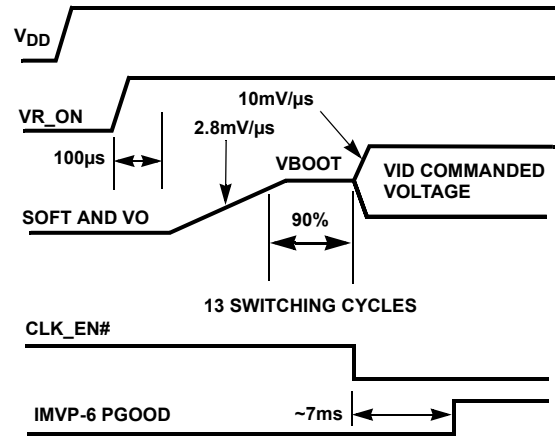 VDD
VR_ON
10mV/µs
2.8mV/µs
100µs
VBOOT
VID COMMANDED
VOLTAGE
SOFT AND VO
90%
13 SWITCHING CYCLES
CLK_EN#
IMVP-6 PGOOD
~7ms